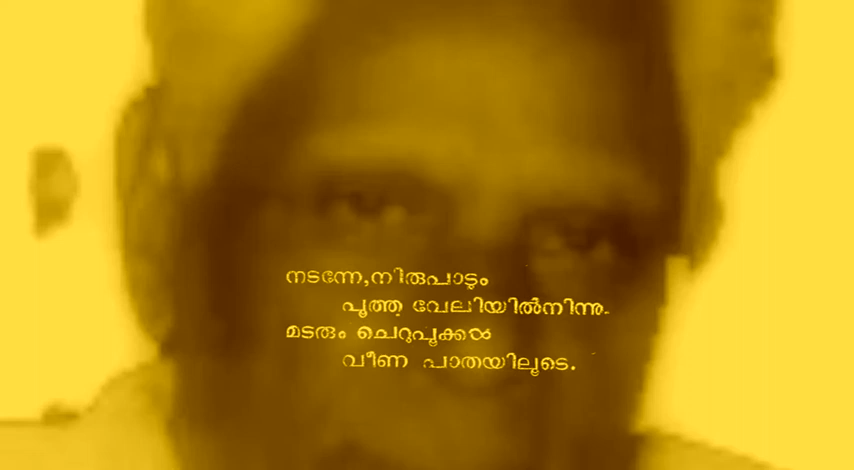 നടന്നേ,നിരുപാടും
പൂത്ത വേലിയിൽനിന്നു.
മടരും ചെറുപൂക്കൾ
വീണ പാതയിലൂടെ.